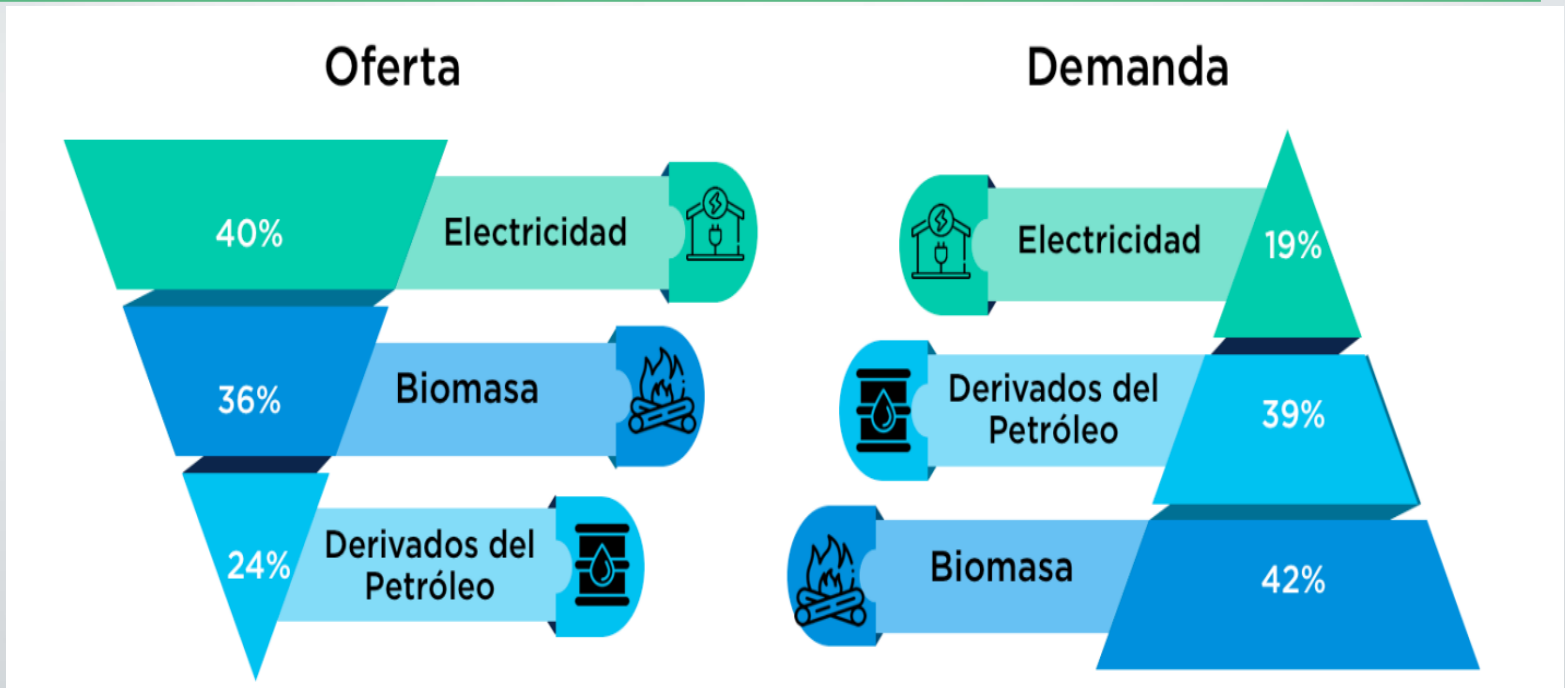 Oferta
40%
Electricidad
36%
Biomasa
24%
Derivados del
Petróleo
Demanda
Electricidad
19%
Derivados del
Petróleo
39%
Biomasa
42%